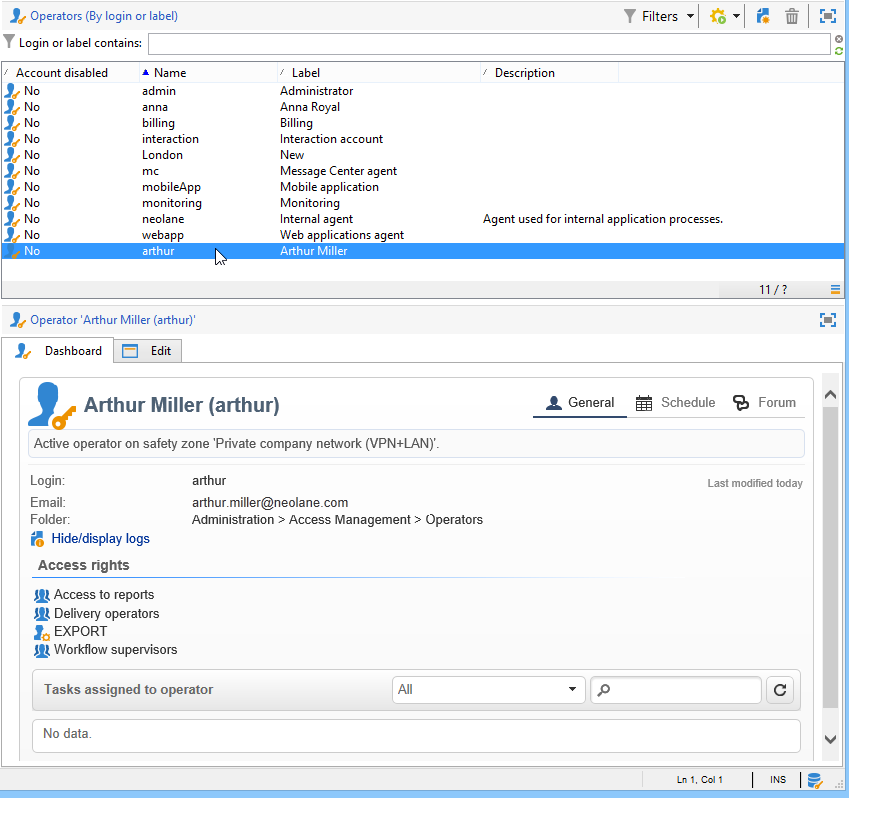 Operators (By login or label) Filters
Login or label contains:
Account disabled Name Label Description
No admin Administrator
No anna Anna Royal
No billing Billing
No interaction Interaction account
No London New
No mc Message Center agent
No mobileApp Mobile application
No monitoring Monitoring
No neolane Internal agent Agent used for internal application processes.
No webapp Web applications agent
No arthur Arthur Miller
11 / ?
Operator 'Arthur Miller (arthur)'
Dashboard Edit
Arthur Miller (arthur) General Schedule Forum
Active operator on safety zone 'Private company network (VPN+LAN)'.
Login: arthur Last modified today
Email: arthur.miller@neolane.com
Folder: Administration > Access Management > Operators
Hide/display logs
Access rights
Access to reports
Delivery operators
EXPORT
Workflow supervisors
Tasks assigned to operator All
No data.
Ln 1, Col 1 INS